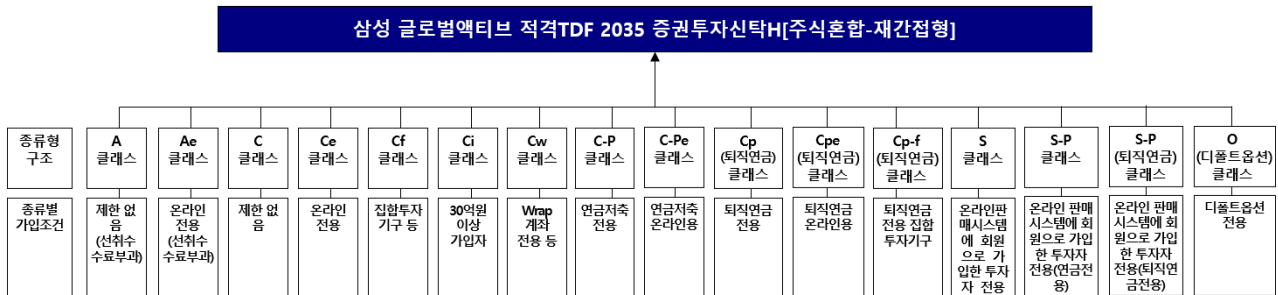 삼성 글로벌액티브 적격TDF 2035 증권투자신탁H[주식혼합-재간접형]
종류형
구조
A
클래스
Ae
클래스
C
클래스
Ce
클래스
Cf
클래스
Ci
클래스
Cw
클래스
C-P
클래스
C-Pe
클래스
Cp
(퇴직연금)
클래스
Cpe
(퇴직연금)
클래스
Cp-f
(퇴직연금)
클래스
S
클래스
S-P
클래스
S-P
(퇴직연금)
클래스
O
(디폴트옵션)
클래스
종류별
가입조건
제한 없
음
(선취수
수료부과)
온라인
전용
(선취수
수료부과)
제한 없
음
온라인
전용
집합투자
기구 등
30억원
이상
가입자
Wrap
계좌
전용 등
연금저축
전용
연금저축
온라인용
퇴직연금
전용
퇴직연금
온라인용
퇴직연금
전용 집합
투자기구
온라인판
매시스템
에 회원
으로 가
입한 투자
자 전용
온라인 판매
시스템에 회
원으로 가입
한 투자자
전용(연금전
용)
온라인 판매
시스템에 회
원으로 가입
한 투자자
전용(퇴직연
금전용)
디폴트옵션
전용